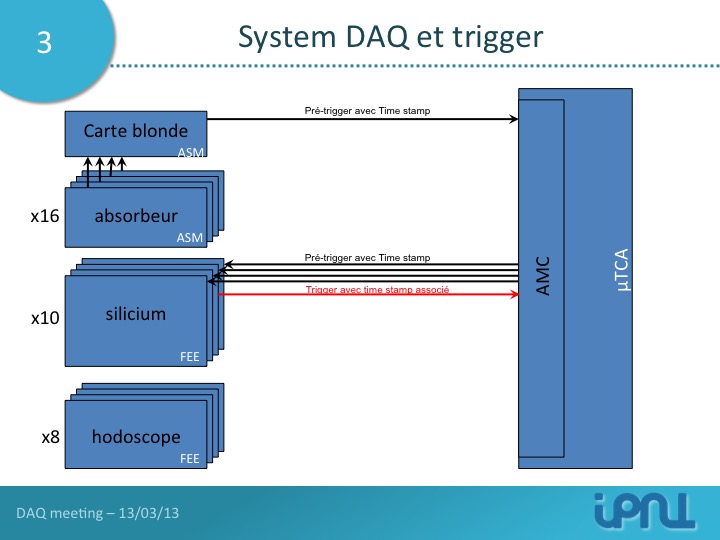 3
System DAQ et trigger
Pré-trigger avec Time stamp
Carte blonde
ASM
x16
absorbeur
ASM
Pré-trigger avec Time stamp
Trigger avec time stamp associé
x10
silicium
FEE
AMC
µTCA
x8
hodoscope
FEE
DAQ meeting – 13/03/13
ipnl